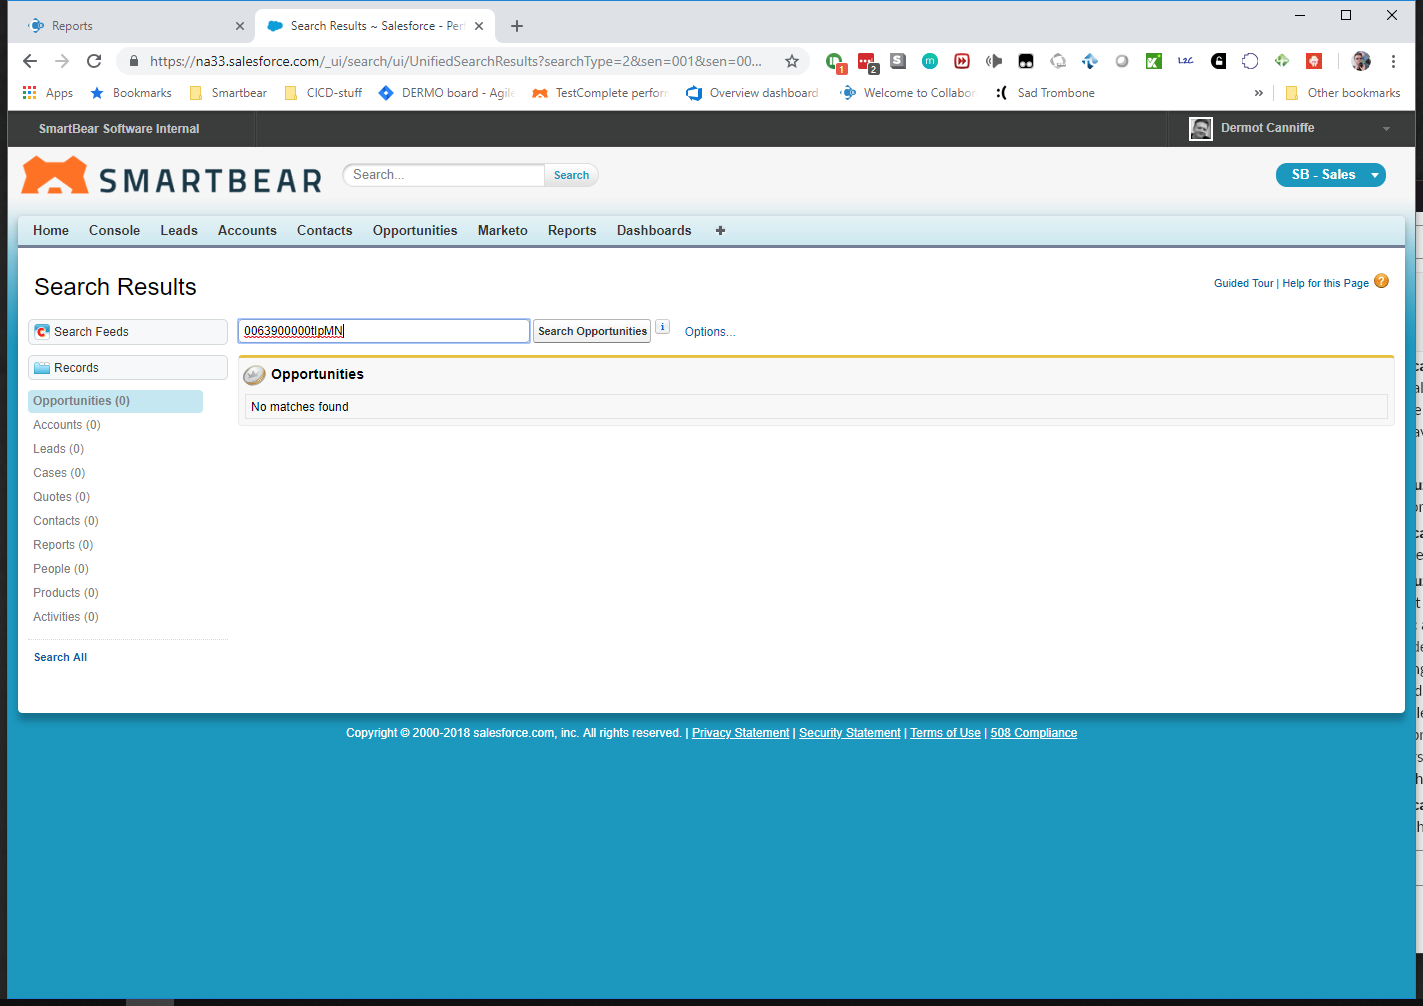 Reports
Search Results ~ Salesforce - Per
https://na33.salesforce.com/_ui/search/ui/UnifiedSearchResults?searchType=2&sen=001&sen=00...
1
2
S
m
L2C
Apps
Bookmarks
Smartbear
CICD-stuff
DERMO board - Agile
TestComplete perfor
Overview dashboard
Welcome to Collabor
Sad Trombone
»
Other bookmarks
SmartBear Software Internal
Dermot Canniffe
SMARTBEAR
Search...
Search
SB - Sales
Home
Console
Leads
Accounts
Contacts
Opportunities
Marketo
Reports
Dashboards
Search Results
Guided Tour | Help for this Page
Search Feeds
0063900000tlpMN
Search Opportunities
i
Options...
Records
Opportunities
No matches found
Opportunities (0)
Accounts (0)
Leads (0)
Cases (0)
Quotes (0)
Contacts (0)
Reports (0)
People (0)
Products (0)
Activities (0)
Search All
Copyright © 2000-2018 salesforce.com, inc. All rights reserved. | Privacy Statement | Security Statement | Terms of Use | 508 Compliance